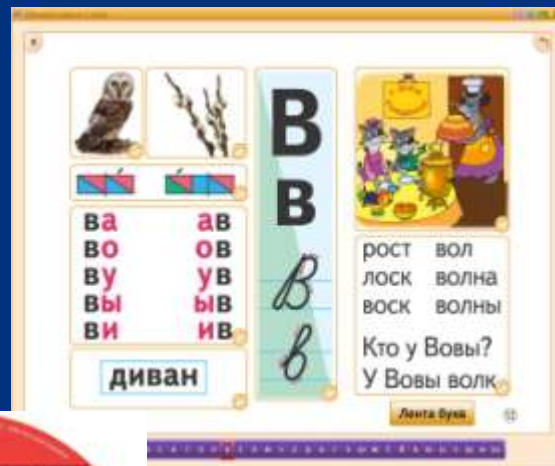 В
в
В
в
ва ав
во ов
ву ув
вы ыв
ви ив
диван
рост вол
лоск волна
воск волны
Кто у Вовы?
У Вовы волк.
Лента букв